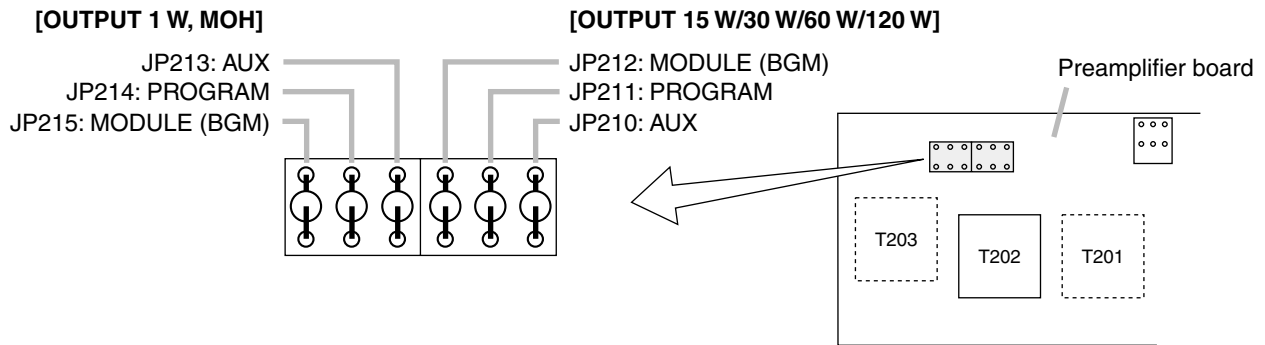 [OUTPUT 1 W, MOH]
[OUTPUT 15 W/30 W/60 W/120 W]
JP213: AUX
JP214: PROGRAM
JP215: MODULE (BGM)
JP212: MODULE (BGM)
JP211: PROGRAM
JP210: AUX
Preamplifier board
T203
T202
T201